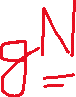 gN
=